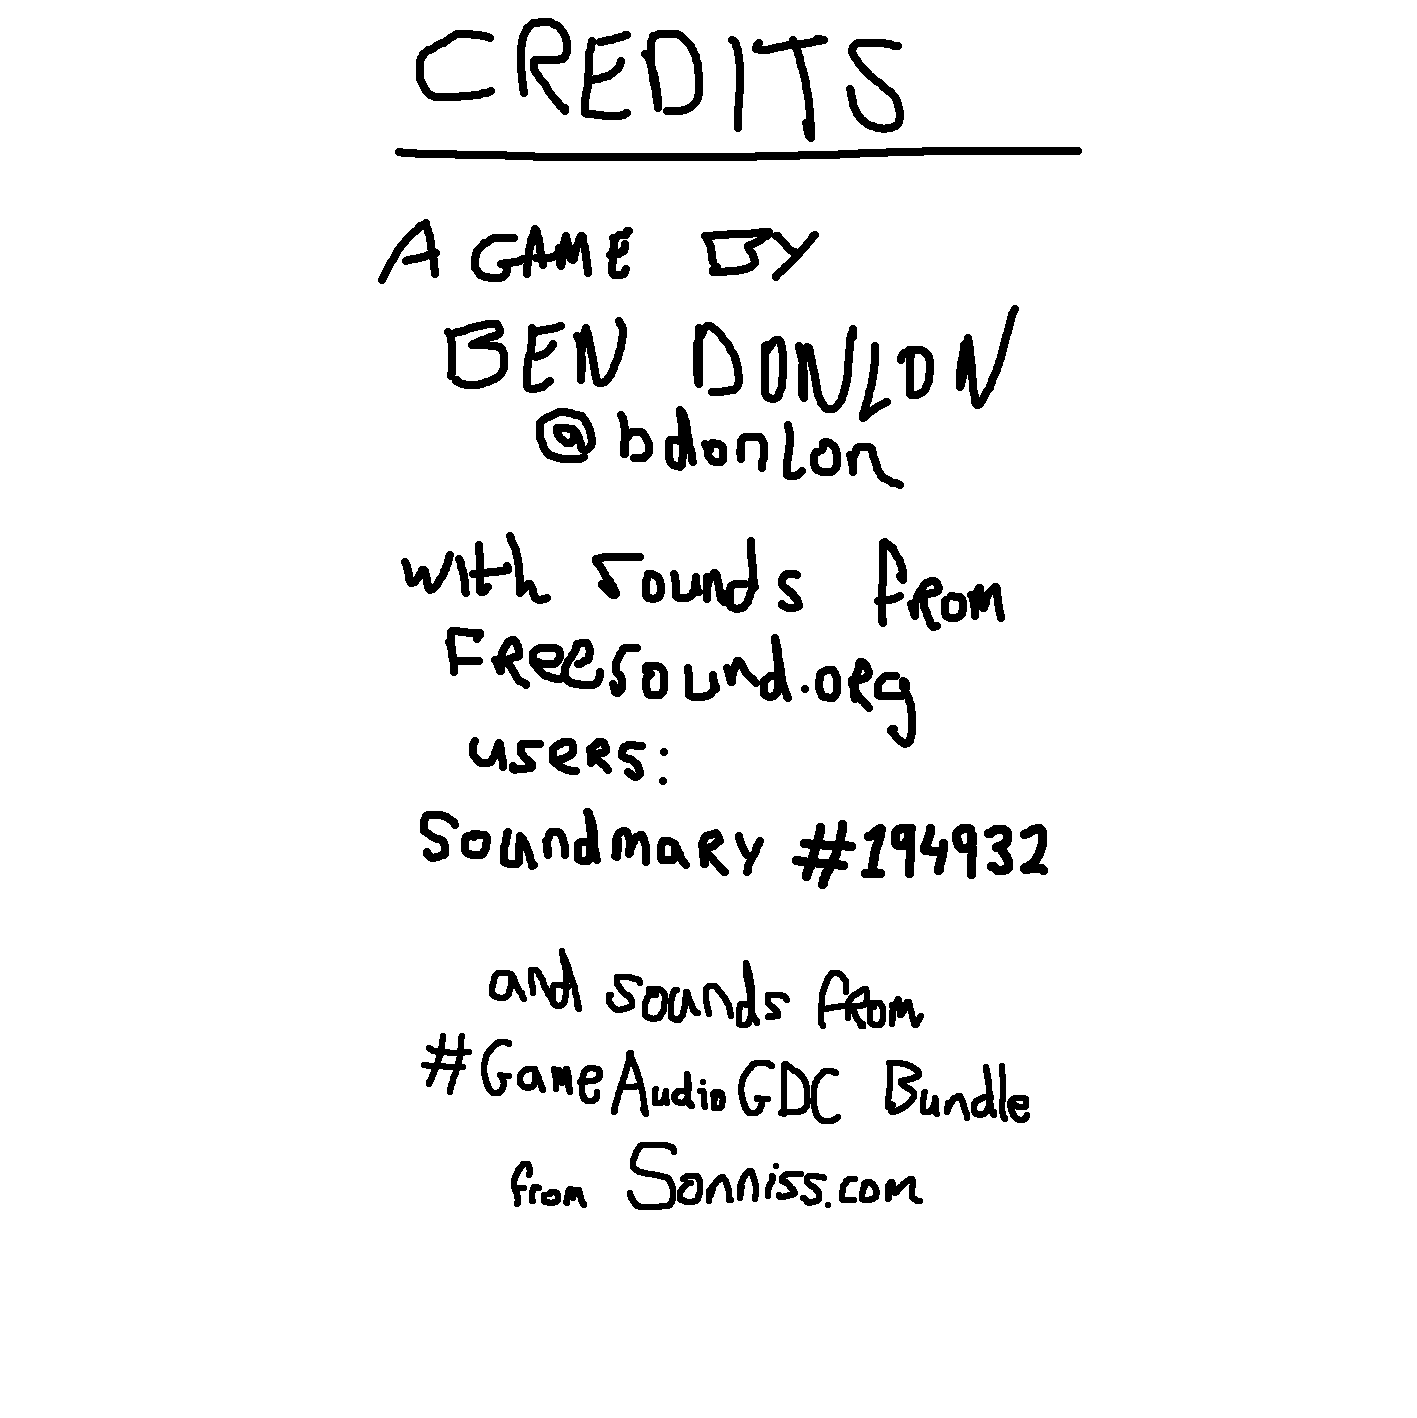 CREDITS
A GAME BY
BEN DONLON
@bdonlon
with sounds from
FReesound.oRg
useRs:
SoundmaRy #194932
and sounds fRom
#GameAudioGDC Bundle
from Sonniss.com